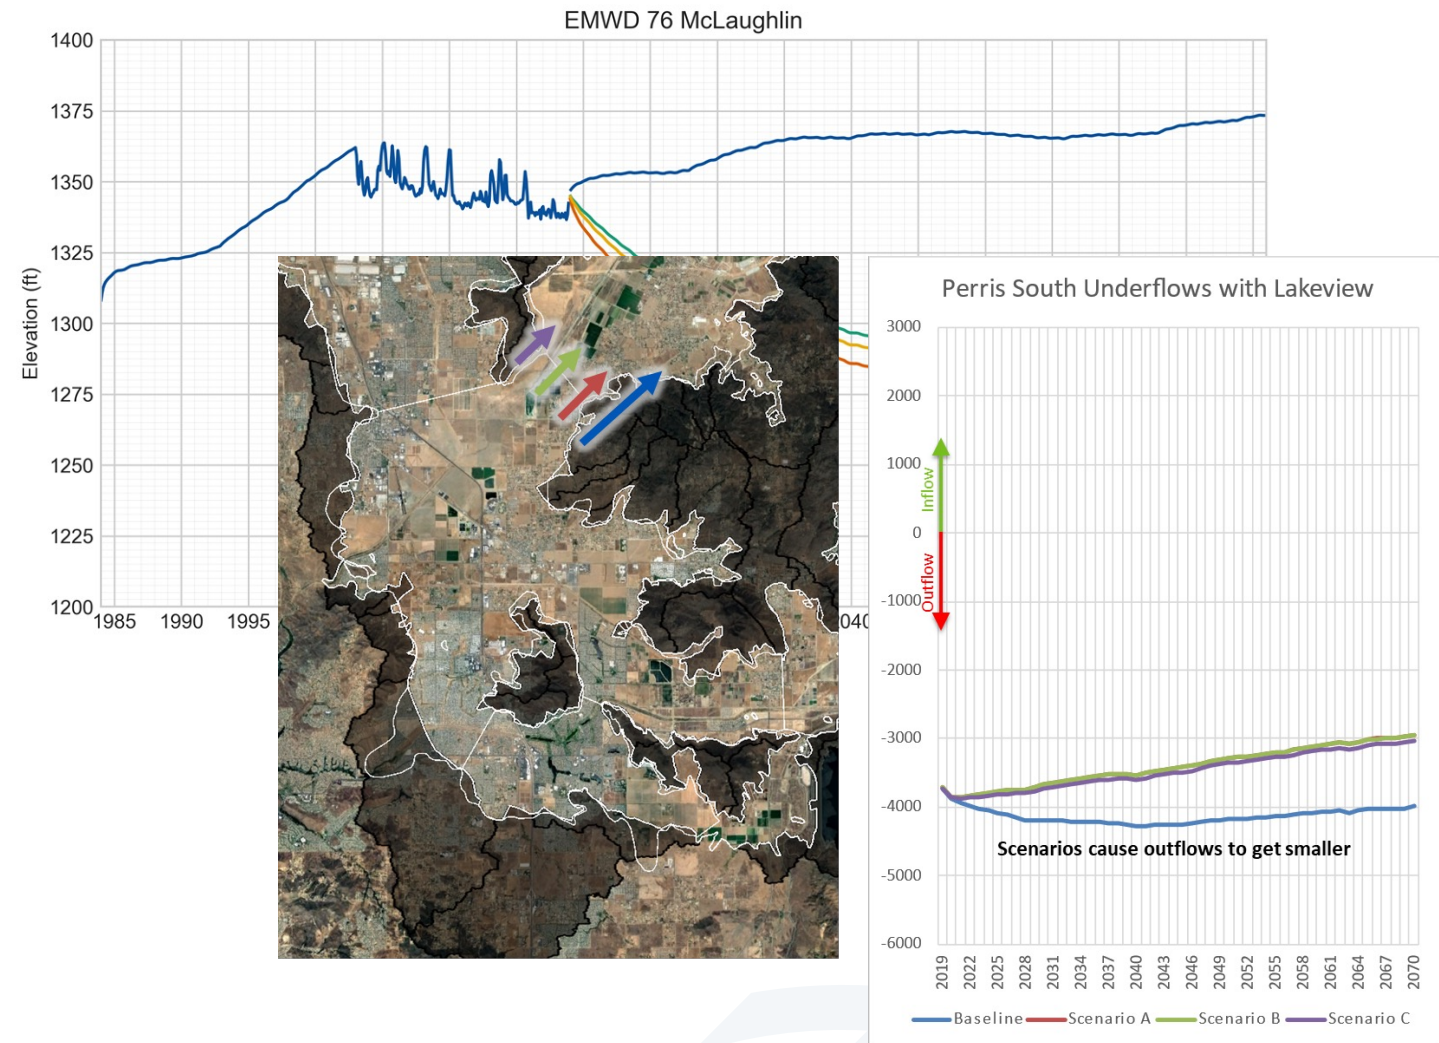 EMWD 76 McLaughlin
1400
1375
1350
1325
1300
1275
1250
1225
1200
Elevation (ft)
1985 1990 1995
040
Perris South Underflows with Lakeview
3000
2000
1000
0
-1000
-2000
-3000
-4000
-5000
-6000
Inflow
Outflow
Scenarios cause outflows to get smaller
2019 2022 2025 2028 2031 2034 2037 2040 2043 2046 2049 2052 2055 2058 2061 2064 2067 2070
Baseline Scenario A Scenario B Scenario C